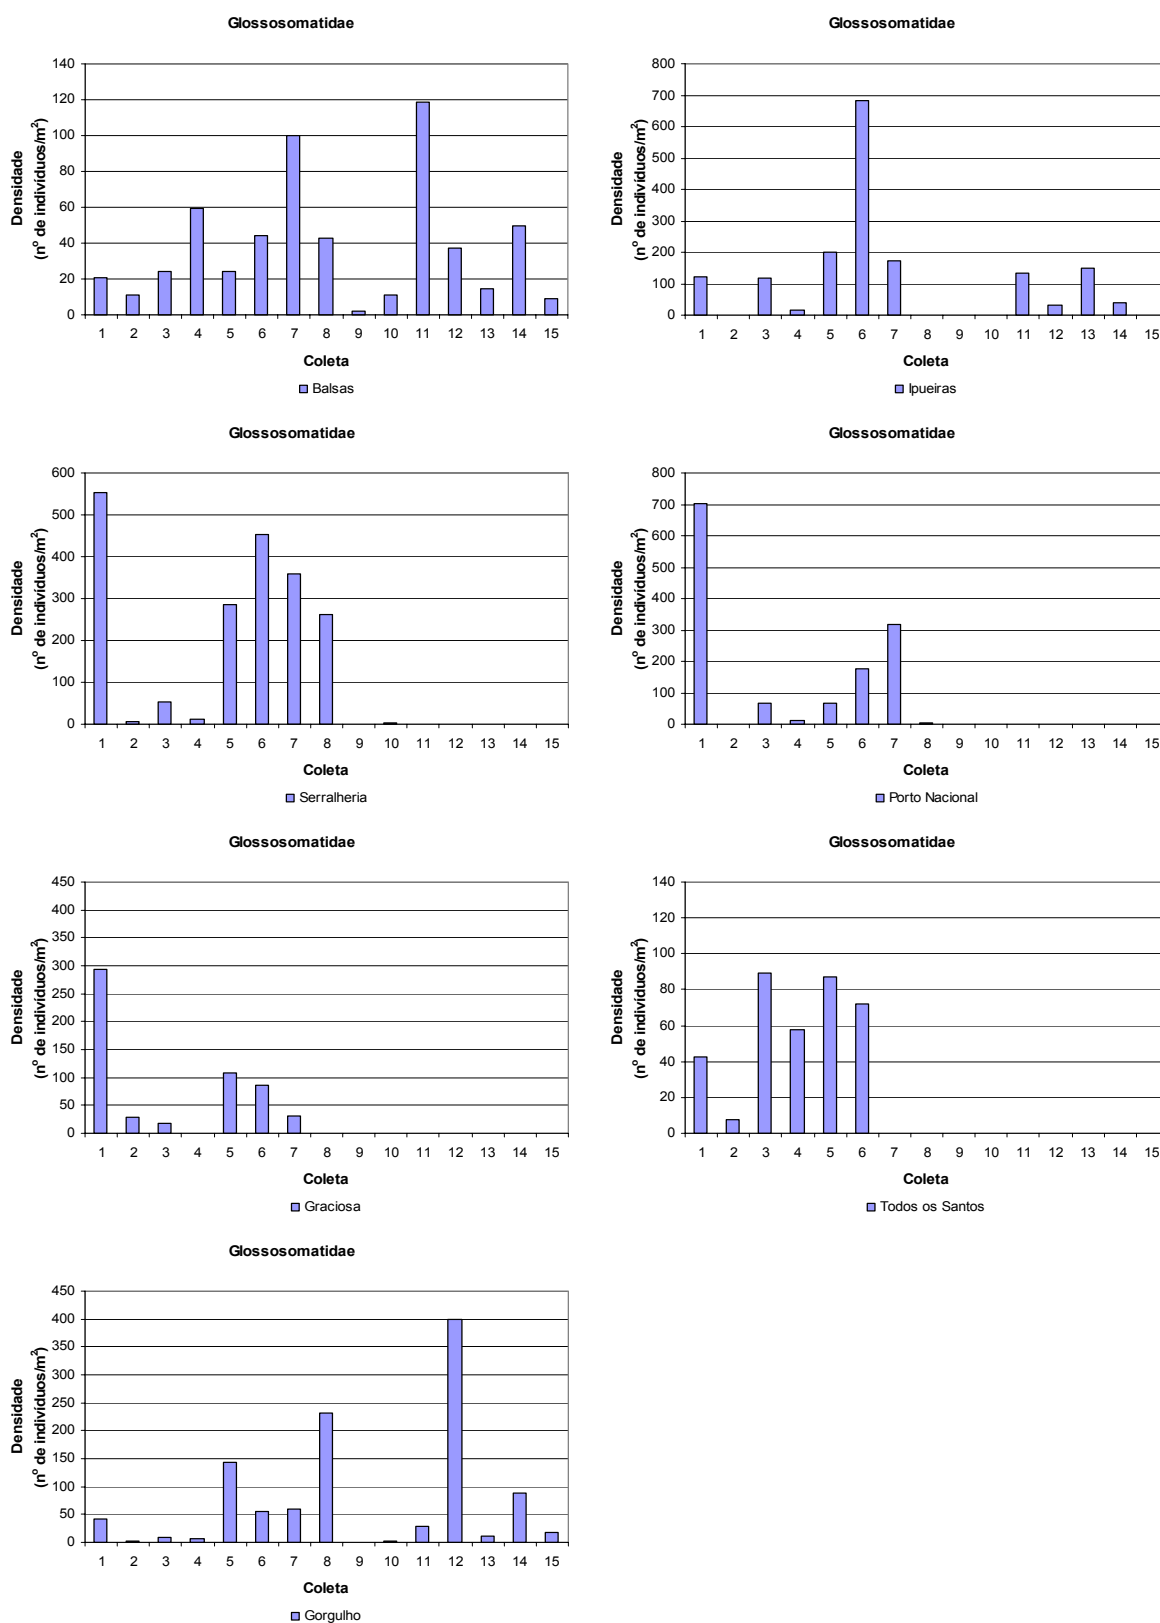 Glossosomatidae
Densidade
(nº de indivíduos/m²)
140
120
100
80
60
40
20
0
1 2 3 4 5 6 7 8 9 10 11 12 13 14 15
Coleta
Balsas
Glossosomatidae
Densidade
(nº de indivíduos/m²)
800
700
600
500
400
300
200
100
0
1 2 3 4 5 6 7 8 9 10 11 12 13 14 15
Coleta
Ipueiras
Glossosomatidae
Densidade
(nº de indivíduos/m²)
600
500
400
300
200
100
0
1 2 3 4 5 6 7 8 9 10 11 12 13 14 15
Coleta
Serralheria
Glossosomatidae
Densidade
(nº de indivíduos/m²)
800
700
600
500
400
300
200
100
0
1 2 3 4 5 6 7 8 9 10 11 12 13 14 15
Coleta
Porto Nacional
Glossosomatidae
Densidade
(nº de indivíduos/m²)
450
400
350
300
250
200
150
100
50
0
1 2 3 4 5 6 7 8 9 10 11 12 13 14 15
Coleta
Graciosa
Glossosomatidae
Densidade
(nº de indivíduos/m²)
140
120
100
80
60
40
20
0
1 2 3 4 5 6 7 8 9 10 11 12 13 14 15
Coleta
Todos os Santos
Glossosomatidae
Densidade
(nº de indivíduos/m²)
450
400
350
300
250
200
150
100
50
0
1 2 3 4 5 6 7 8 9 10 11 12 13 14 15
Coleta
Gorgulho